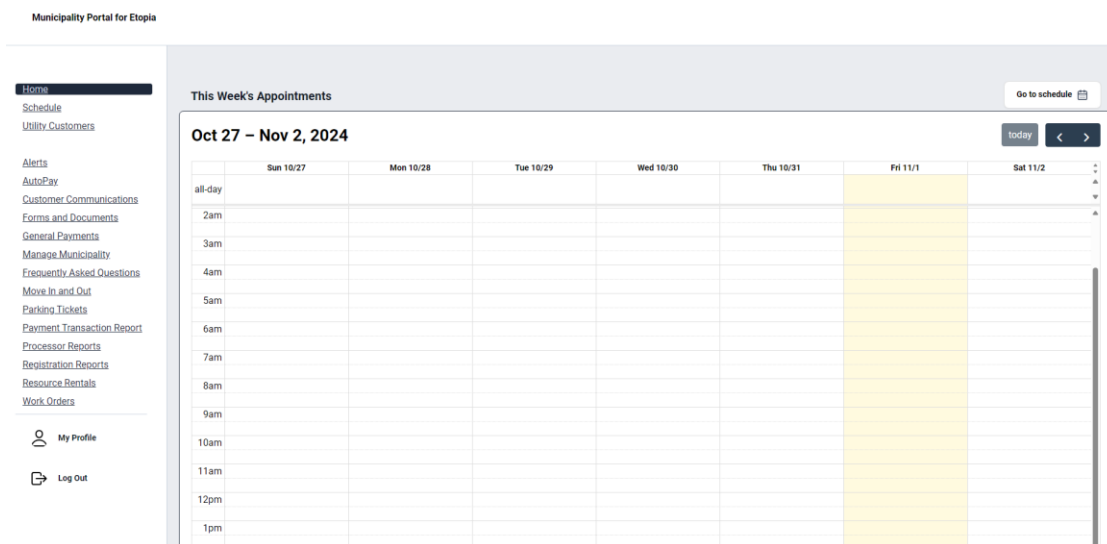 Municipality Portal for Etopia
Home
Schedule
Utility Customers
Alerts
AutoPay
Customer Communications
Forms and Documents
General Payments
Manage Municipality
Frequently Asked Questions
Move In and Out
Parking Tickets
Payment Transaction Report
Processor Reports
Registration Reports
Resource Rentals
Work Orders
My Profile
Log Out
This Week's Appointments
Go to schedule
Oct 27 – Nov 2, 2024
today
Sun 10/27 Mon 10/28 Tue 10/29 Wed 10/30 Thu 10/31 Fri 11/1 Sat 11/2
all-day
2am
3am
4am
5am
6am
7am
8am
9am
10am
11am
12pm
1pm